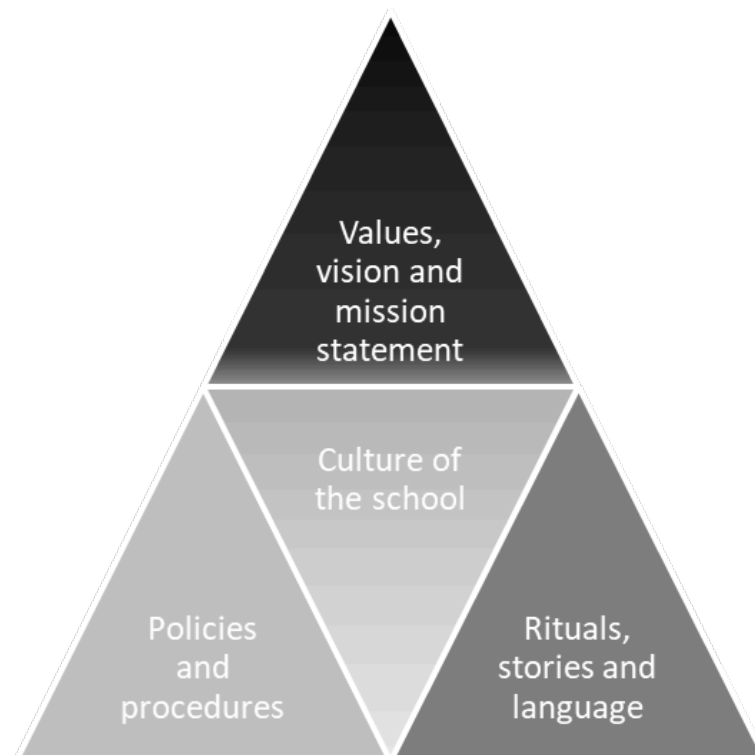 Values,
vision and
mission
statement
Culture of
the school
Policies
and
procedures
Rituals,
stories and
language